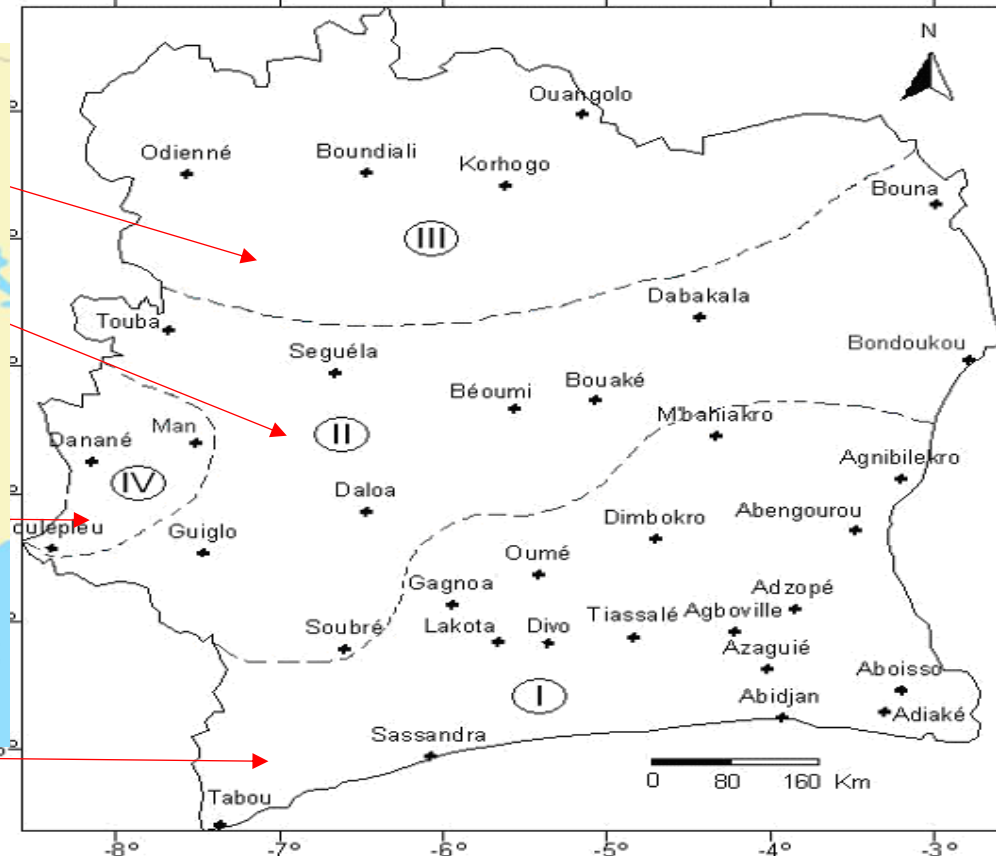 N
Ouangolo
Odienné
Boundiali
Korhogo
Bouna
III
Dabakala
Touba
Bondoukou
Seguéla
Béoumi
Bouaké
Man
II
M'bahiakro
Danané
Agnibilekro
IV
Daloa
Abengourou
Dimbokro
oulépleu
Guiglo
Oumé
Gagnoa
Adzopé
Soubré
Lakota
Divo
Tiassalé
Agboville
Azaguié
Aboisso
I
Abidjan
Adiaké
Sassandra
0 80 160 Km
Tabou
-8° -7° -6° -5° -4° -3°